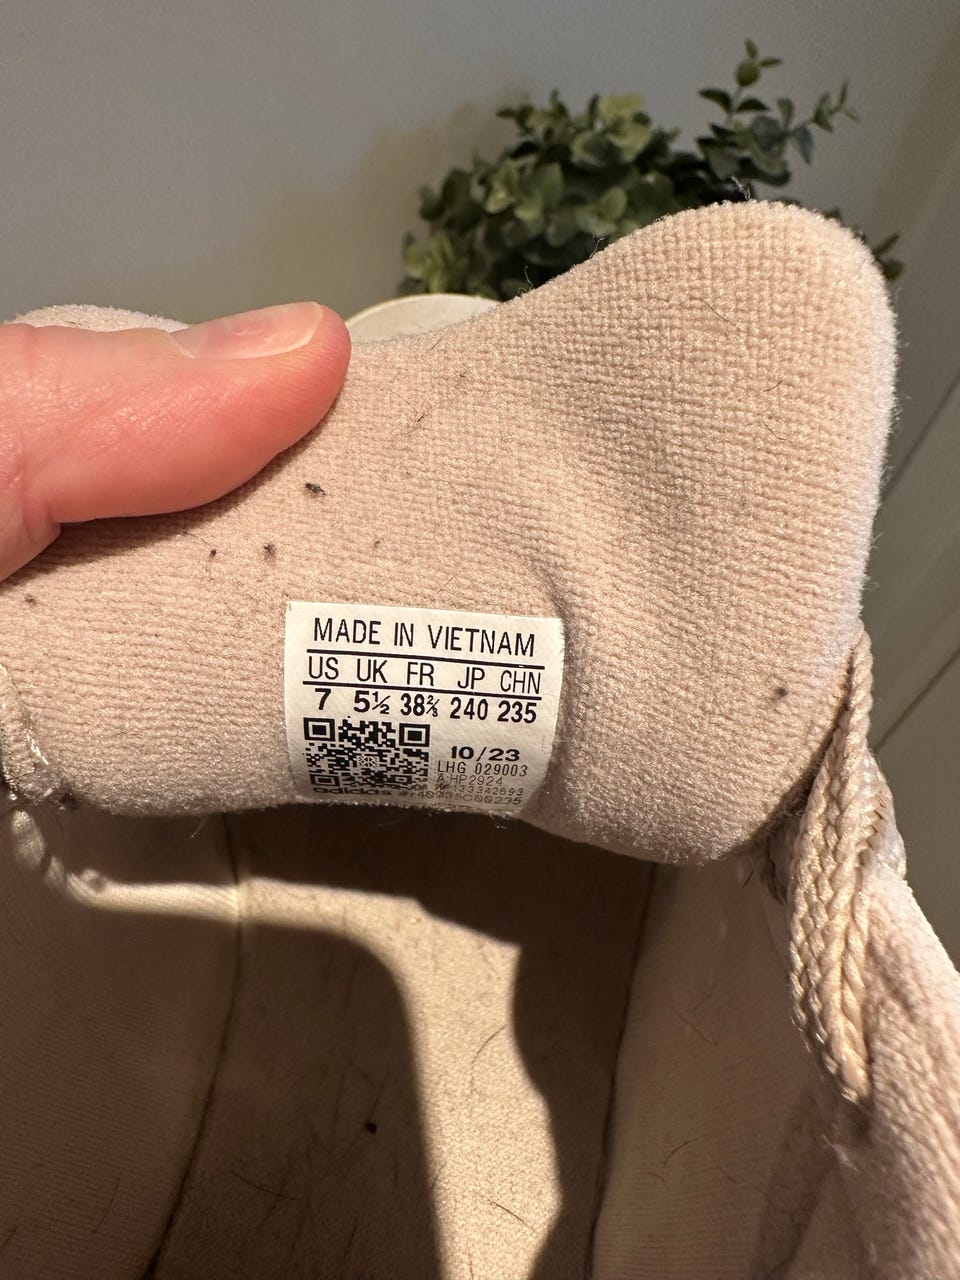 MADE IN VIETNAM
US UK FR JP CHN
7 5½ 38⅔ 240 235
10/23
LHG 029003
A HP2924
adidas